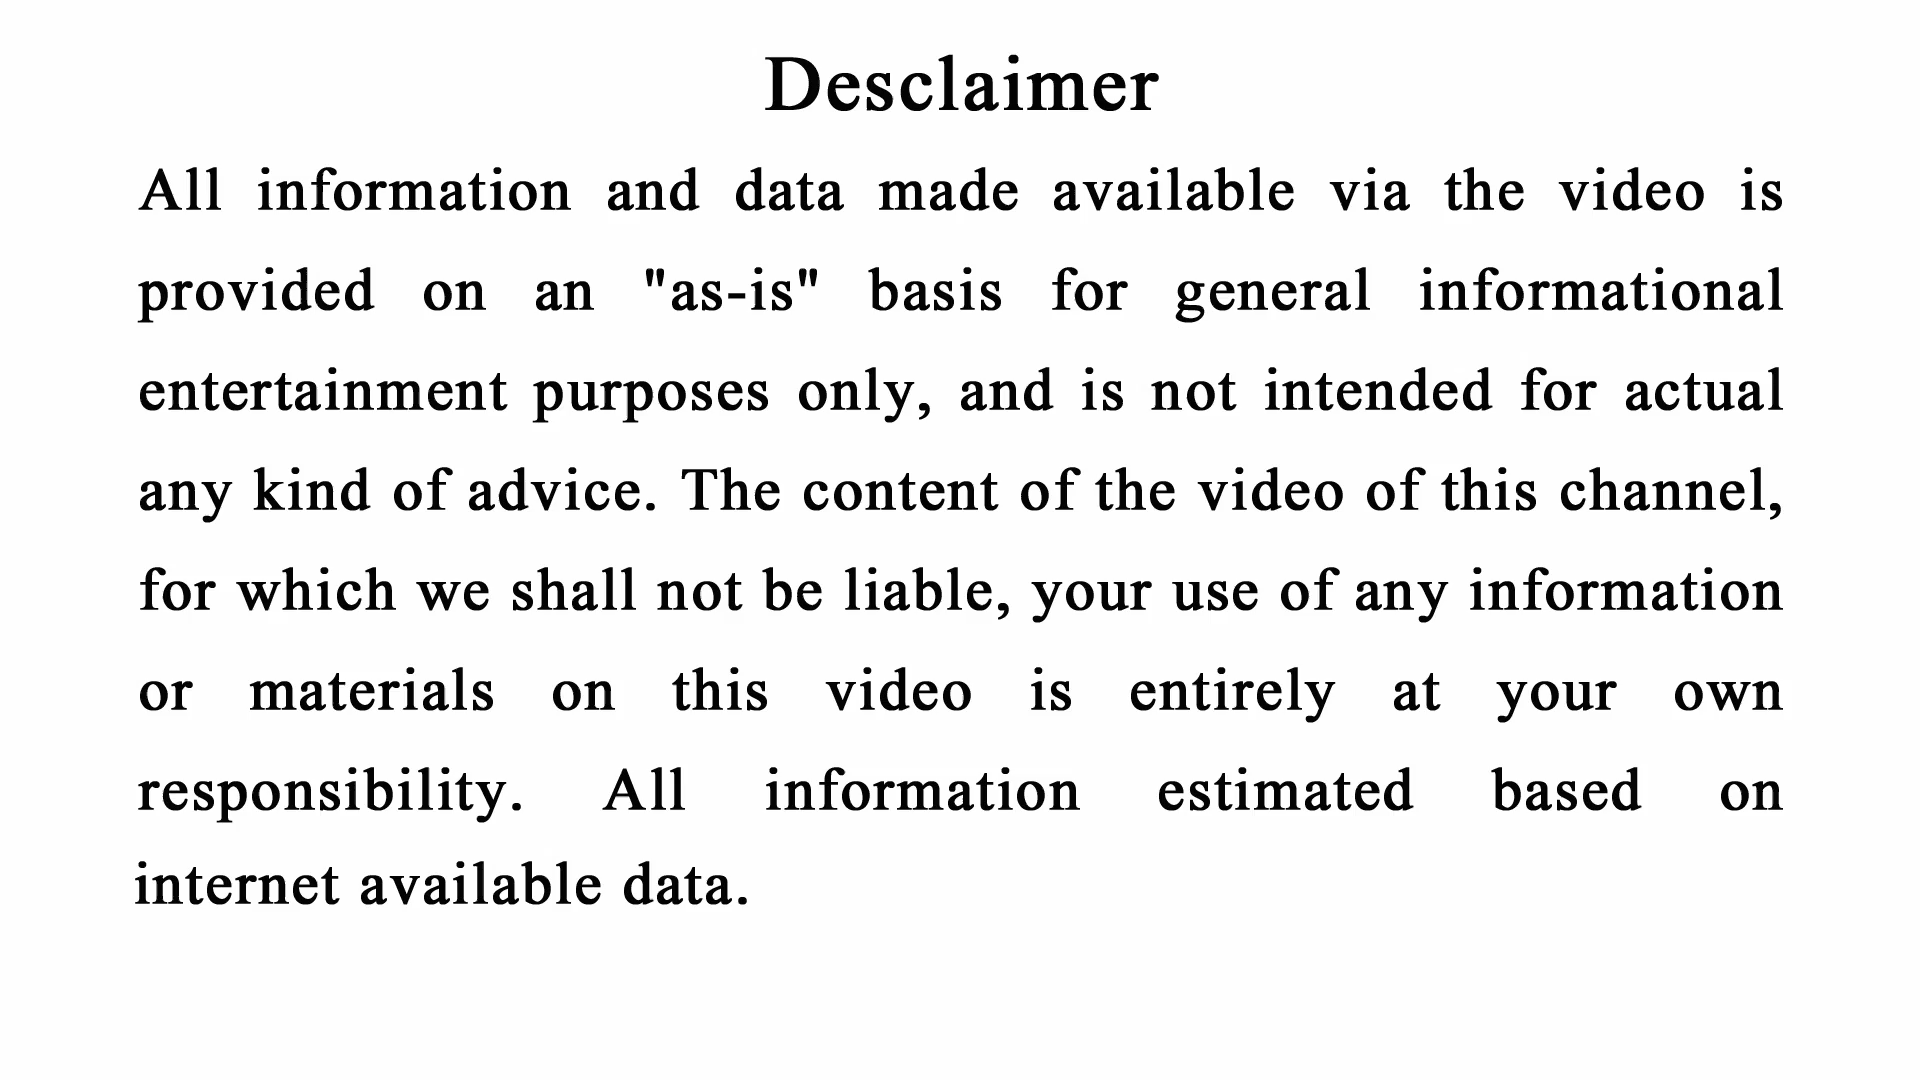 Desclaimer
All information and data made available via the video is
provided on an "as-is" basis for general informational
entertainment purposes only, and is not intended for actual
any kind of advice. The content of the video of this channel,
for which we shall not be liable, your use of any information
or materials on this video is entirely at your own
responsibility. All information estimated based on
internet available data.